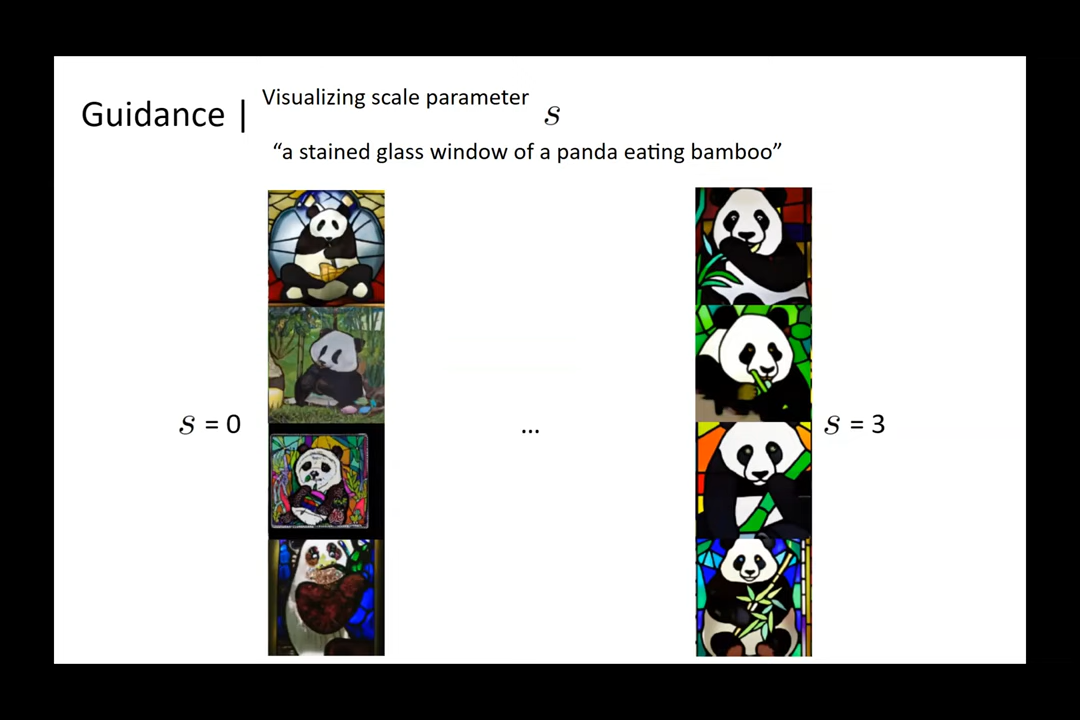 Guidance | Visualizing scale parameter s
“a stained glass window of a panda eating bamboo”
s = 0
...
s = 3